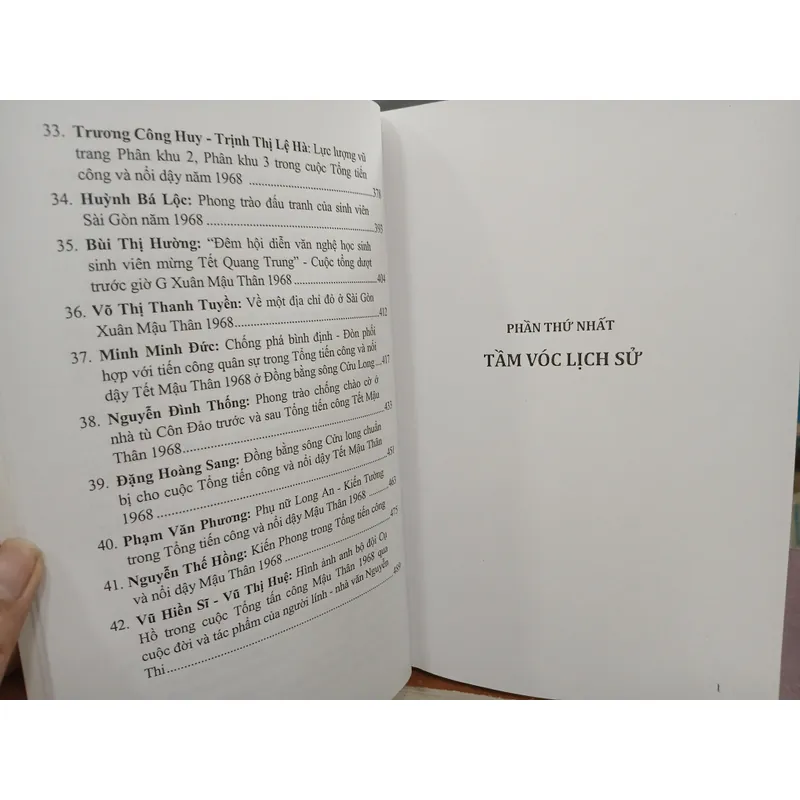 33. Trương Công Huy - Trịnh Thị Lệ Hà: Lực lượng vũ
trang Phân khu 2, Phân khu 3 trong cuộc Tổng tiến
công và nổi dậy năm 1968 ...................... 378
34. Huỳnh Bá Lộc: Phong trào đấu tranh của sinh viên
Sài Gòn năm 1968 ...................... 395
35. Bùi Thị Hường: “Đêm hội diễn văn nghệ học sinh
sinh viên mừng Tết Quang Trung” - Cuộc tổng dượt
trước giờ G Xuân Mậu Thân 1968 ................ 404
36. Võ Thị Thanh Tuyền: Về một địa chỉ đỏ ở Sài Gòn
Xuân Mậu Thân 1968 ...................... 412
37. Minh Minh Đức: Chống phá bình định - Đòn phối
hợp với tiến công quân sự trong Tổng tiến công và nổi
dậy Tết Mậu Thân 1968 ở Đồng bằng sông Cửu Long ... 417
38. Nguyễn Đình Thống: Phong trào chống chào cờ ở
nhà tù Côn Đảo trước và sau Tổng tiến công Tết Mậu
Thân 1968 ...................... 435
39. Đặng Hoàng Sang: Đồng bằng sông Cửu long chuẩn
bị cho cuộc Tổng tiến công và nổi dậy Tết Mậu Thân
1968 ...................... 451
40. Phạm Văn Phương: Phụ nữ Long An - Kiến Tường
trong Tổng tiến công và nổi dậy Mậu Thân 1968 ..... 463
41. Nguyễn Thế Hồng: Kiến Phong trong Tổng tiến công
và nổi dậy Mậu Thân 1968 ...................... 475
42. Vũ Hiền Sĩ - Vũ Thị Huệ: Hình ảnh anh bộ đội Cụ
Hồ trong cuộc Tổng tấn công Mậu Thân 1968 qua
cuộc đời và tác phẩm của người lính - nhà văn Nguyễn
Thi ...................... 489
PHẦN THỨ NHẤT
TẦM VÓC LỊCH SỬ
1